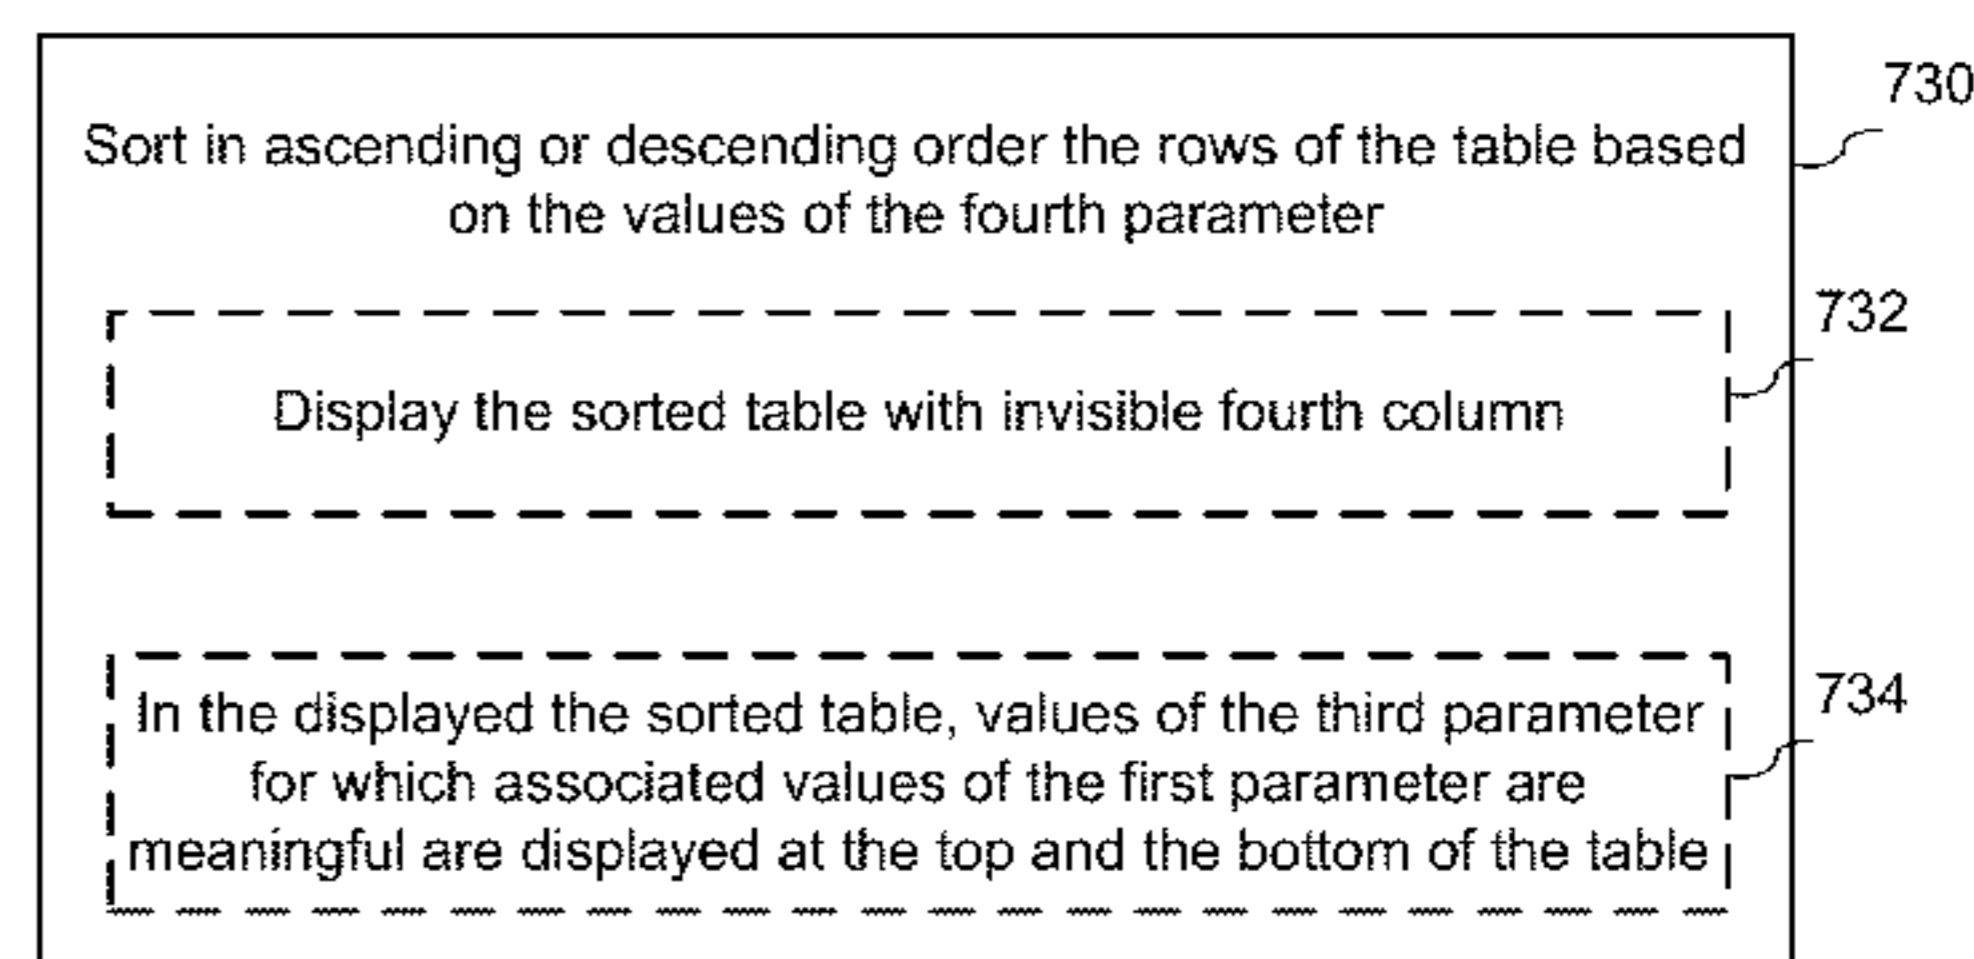 730
Sort in ascending or descending order the rows of the table based
on the values of the fourth parameter
732
Display the sorted table with invisible fourth column
734
In the displayed the sorted table, values of the third parameter
for which associated values of the first parameter are
meaningful are displayed at the top and the bottom of the table